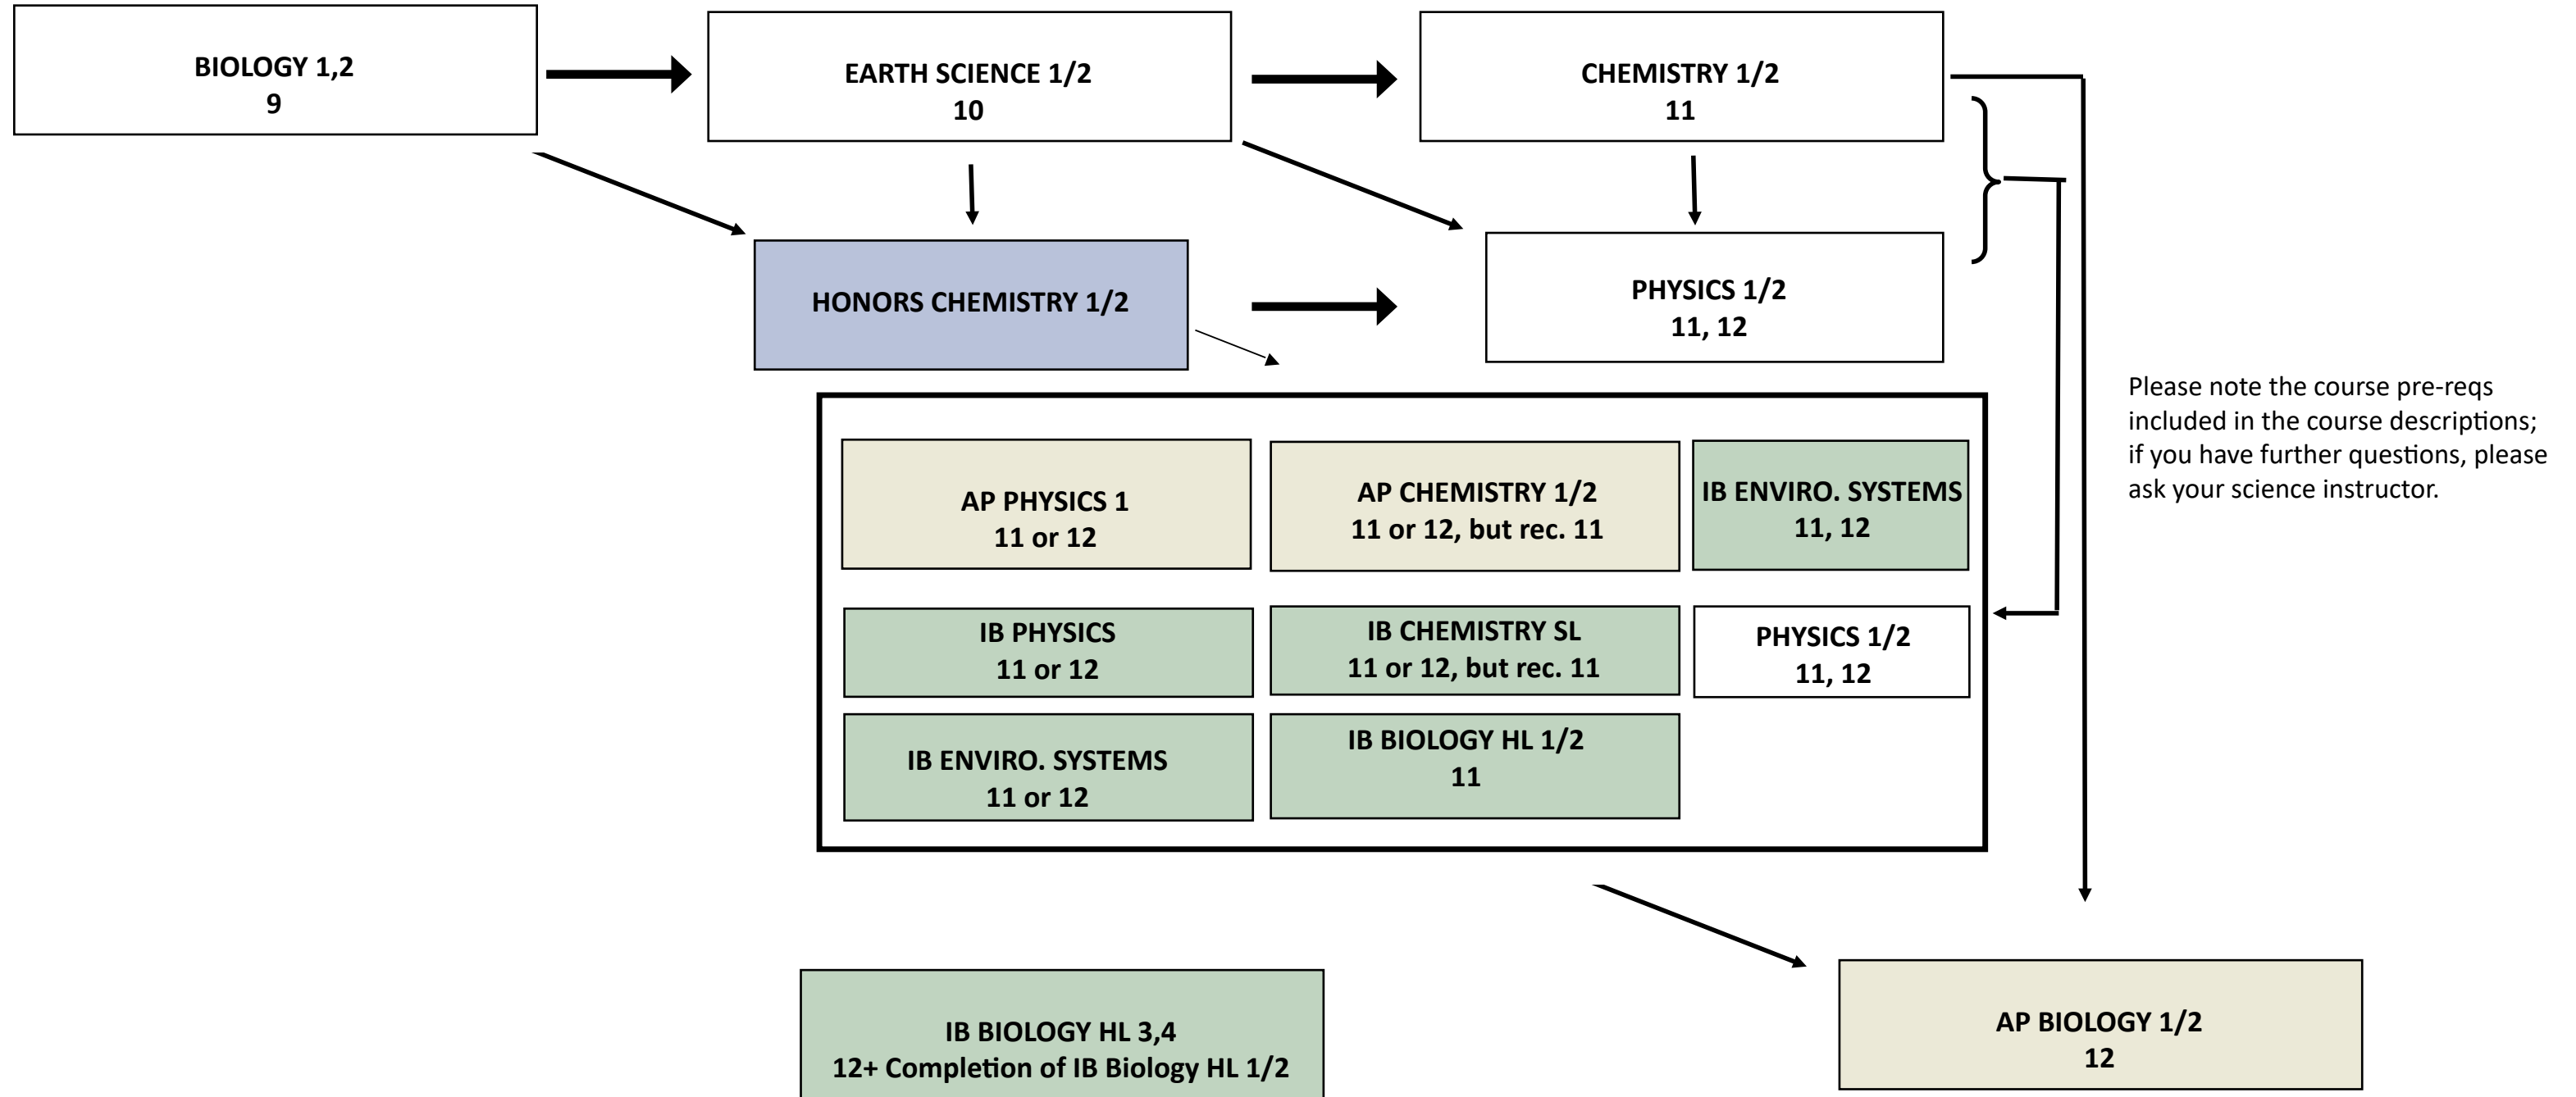 BIOLOGY 1,2
9
EARTH SCIENCE 1/2
10
CHEMISTRY 1/2
11
HONORS CHEMISTRY 1/2
PHYSICS 1/2
11, 12
Please note the course pre-reqs
included in the course descriptions;
if you have further questions, please
ask your science instructor.
AP PHYSICS 1
11 or 12
AP CHEMISTRY 1/2
11 or 12, but rec. 11
IB ENVIRO. SYSTEMS
11, 12
IB PHYSICS
11 or 12
IB CHEMISTRY SL
11 or 12, but rec. 11
PHYSICS 1/2
11, 12
IB ENVIRO. SYSTEMS
11 or 12
IB BIOLOGY HL 1/2
11
IB BIOLOGY HL 3,4
12+ Completion of IB Biology HL 1/2
AP BIOLOGY 1/2
12